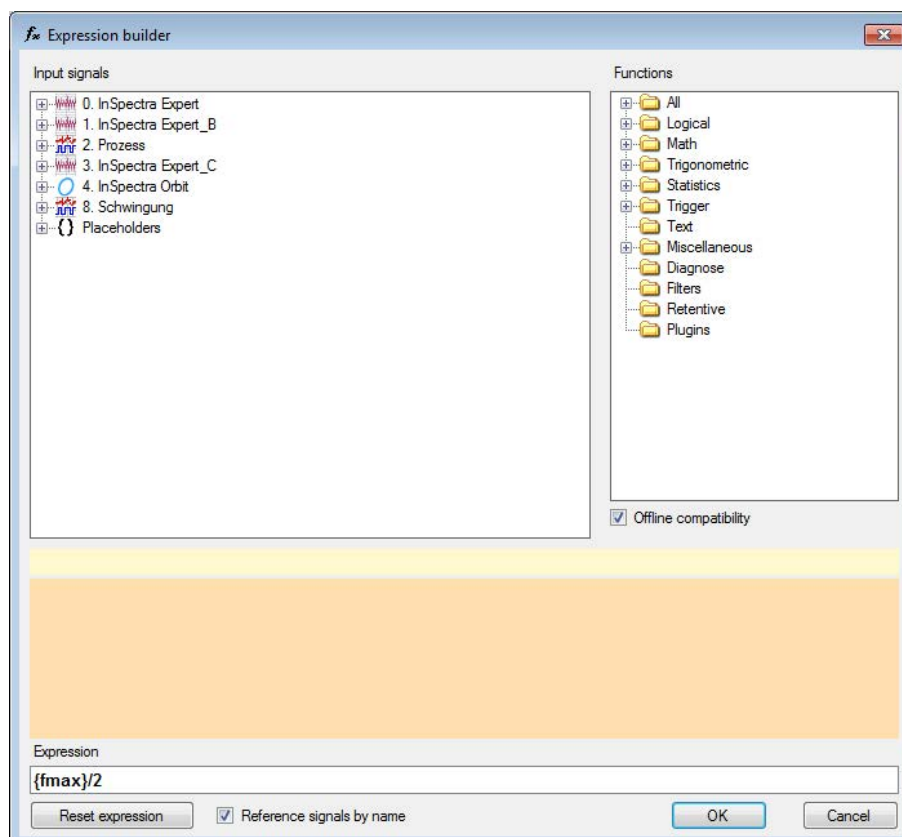 fx Expression builder
Input signals
0. InSpectra Expert
1. InSpectra Expert_B
2. Prozess
3. InSpectra Expert_C
4. InSpectra Orbit
8. Schwingung
{} Placeholders
Functions
All
Logical
Math
Trigonometric
Statistics
Trigger
Text
Miscellaneous
Diagnose
Filters
Retentive
Plugins
Offline compatibility
Expression
{fmax}/2
Reset expression
Reference signals by name
OK
Cancel